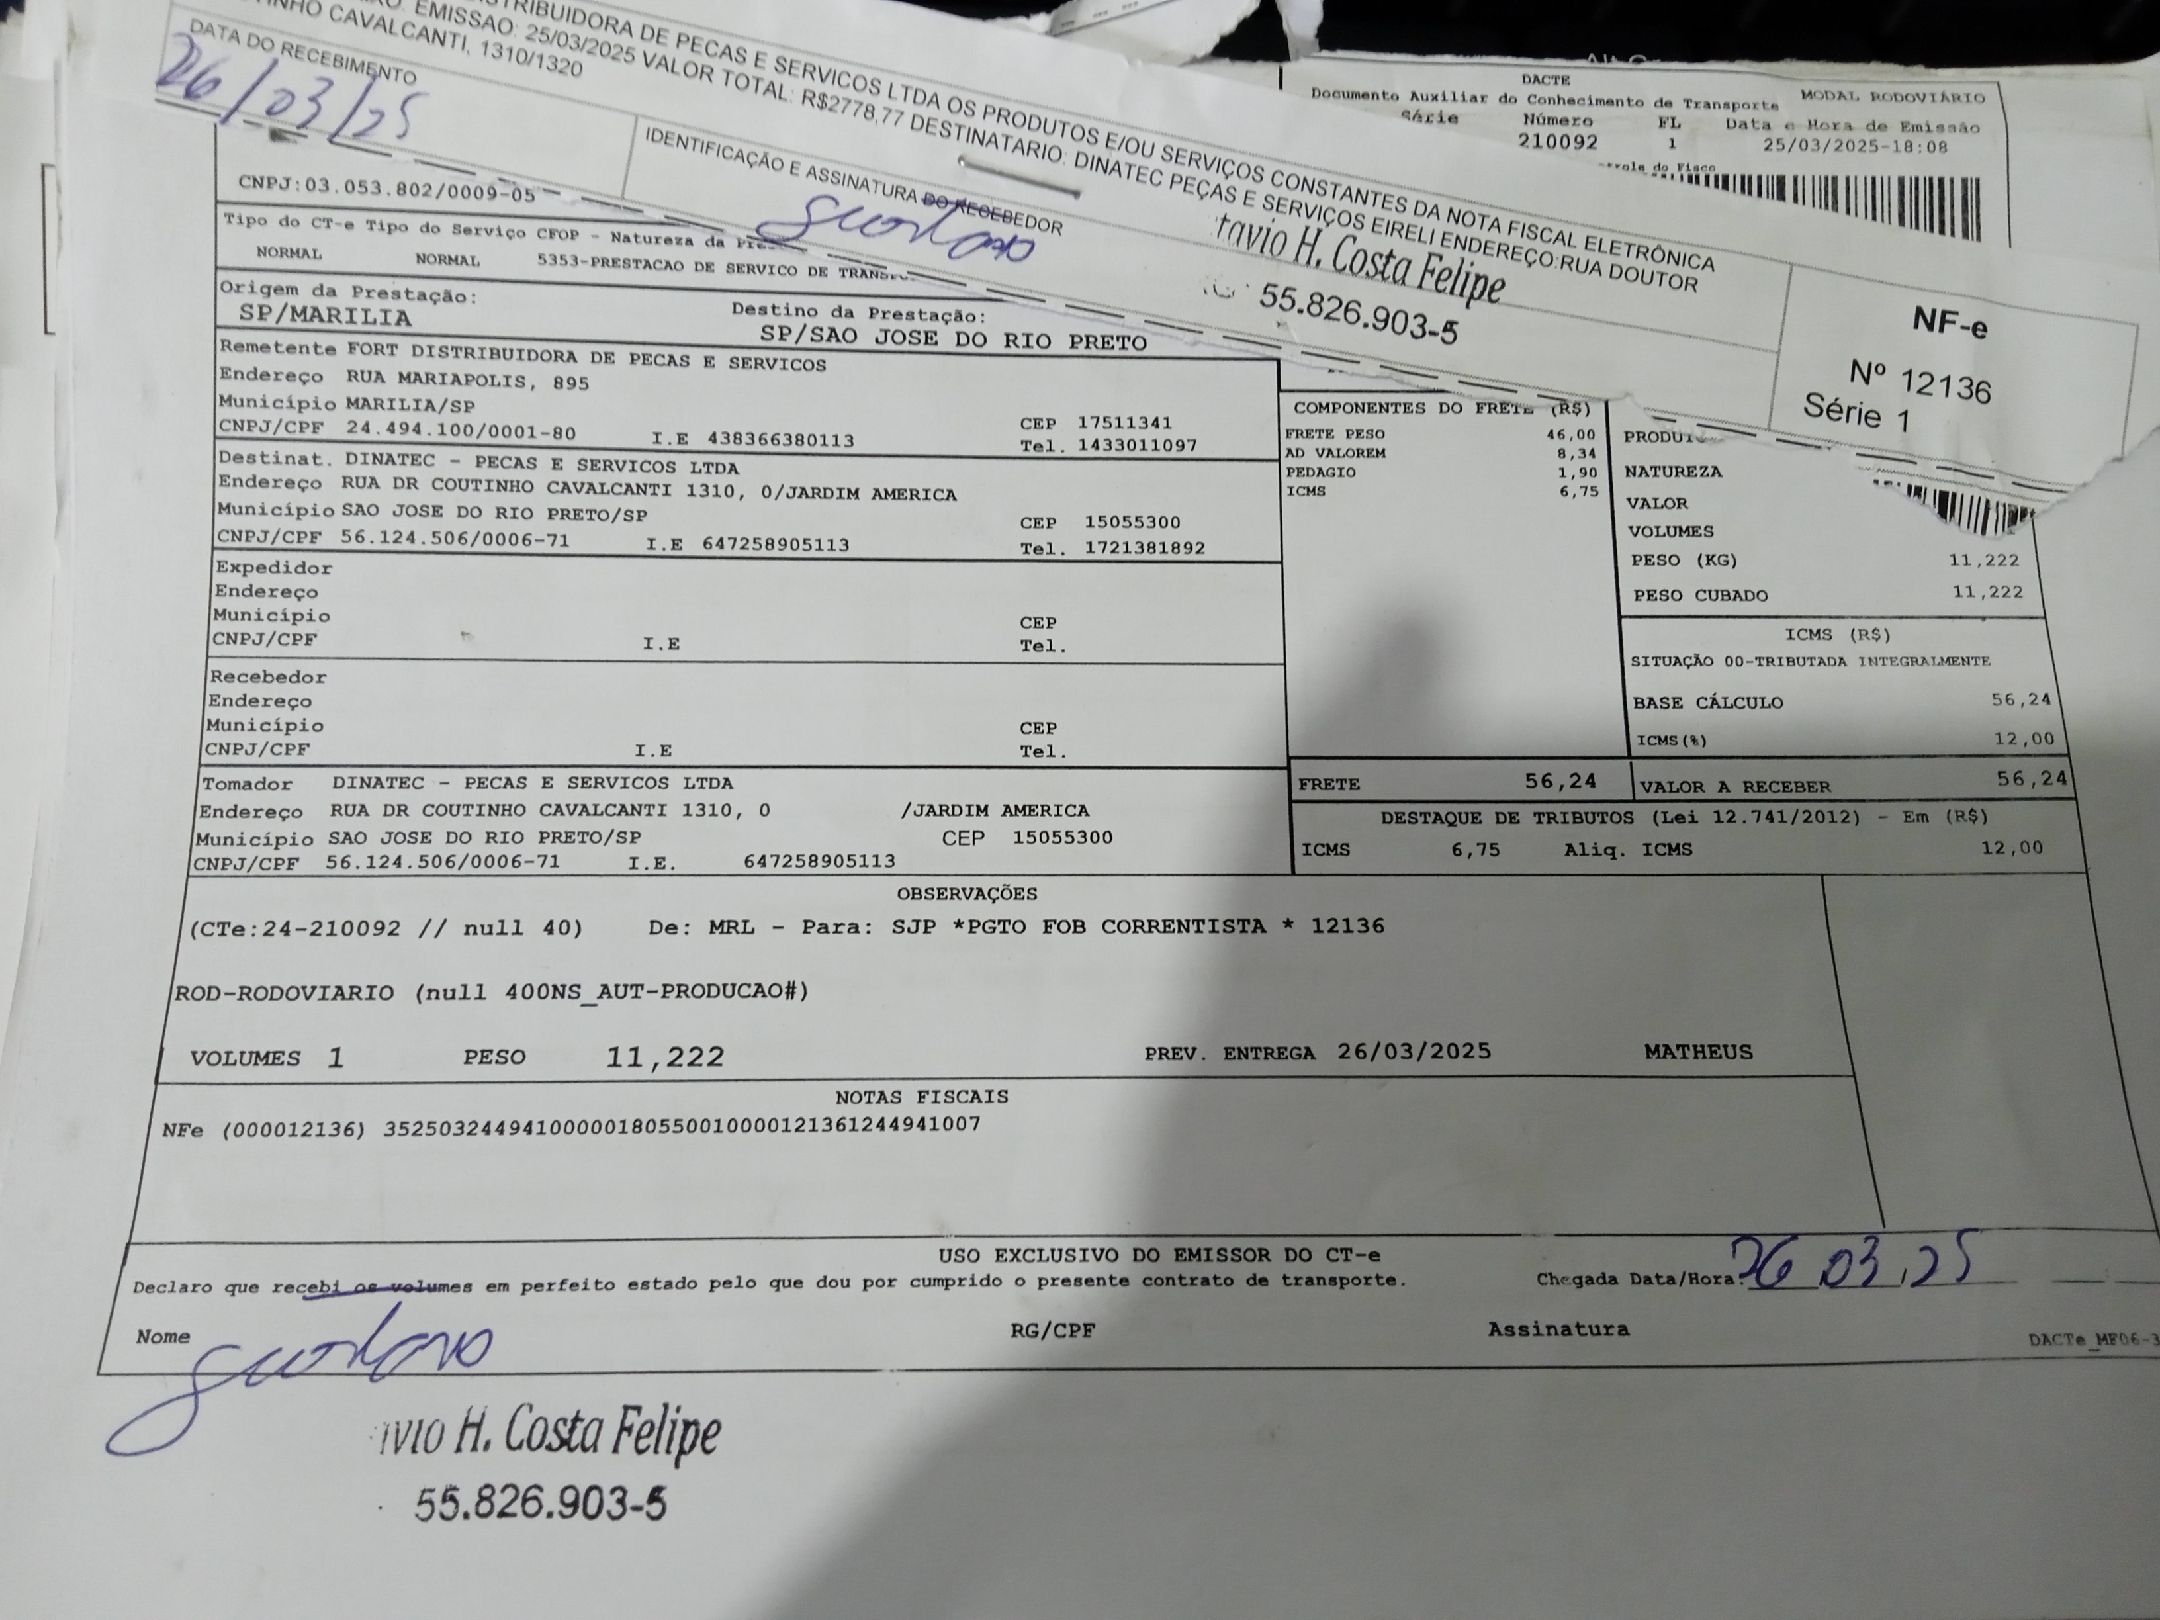 DISTRIBUIDORA DE PECAS E SERVICOS LTDA OS PRODUTOS E/OU SERVIÇOS CONSTANTES DA NOTA FISCAL ELETRÔNICA
EMISSÃO: 25/03/2025 VALOR TOTAL: R$2778,77 DESTINATARIO: DINATEC PEÇAS E SERVIÇOS EIRELI ENDEREÇO:RUA DOUTOR
CAVALCANTI, 1310/1320
DATA DO RECEBIMENTO
26/03/25
IDENTIFICAÇÃO E ASSINATURA DO RECEBEDOR
Gustavo
tavio H. Costa Felipe
55.826.903-5
NF-e
Nº 12136
Série 1
DACTE
Documento Auxiliar do Conhecimento de Transporte
MODAL RODOVIÁRIO
Série Número FL Data e Hora de Emissão
210092 1 25/03/2025-18:08
do Fisco
CNPJ:03.053.802/0009-05
Tipo do CT-e Tipo do Serviço CFOP - Natureza da
NORMAL NORMAL 5353-PRESTACAO DE SERVICO DE
Origem da Prestação: Destino da Prestação:
SP/MARILIA SP/SAO JOSE DO RIO PRETO
Remetente FORT DISTRIBUIDORA DE PECAS E SERVICOS
Endereço RUA MARIAPOLIS, 895
Município MARILIA/SP CEP 17511341
CNPJ/CPF 24.494.100/0001-80 I.E 438366380113 Tel. 1433011097
Destinat. DINATEC - PECAS E SERVICOS LTDA
Endereço RUA DR COUTINHO CAVALCANTI 1310, 0/JARDIM AMERICA
Município SAO JOSE DO RIO PRETO/SP CEP 15055300
CNPJ/CPF 56.124.506/0006-71 I.E 647258905113 Tel. 1721381892
Expedidor
Endereço
Município CEP
CNPJ/CPF I.E Tel.
Recebedor
Endereço
Município CEP
CNPJ/CPF I.E Tel.
Tomador DINATEC - PECAS E SERVICOS LTDA
Endereço RUA DR COUTINHO CAVALCANTI 1310, 0 /JARDIM AMERICA
Município SAO JOSE DO RIO PRETO/SP CEP 15055300
CNPJ/CPF 56.124.506/0006-71 I.E. 647258905113
COMPONENTES DO FRETE (R$)
FRETE PESO 46,00
AD VALOREM 8,34
PEDAGIO 1,90
ICMS 6,75
NATUREZA
VALOR
VOLUMES
PESO (KG) 11,222
PESO CUBADO 11,222
ICMS (R$)
SITUAÇÃO 00-TRIBUTADA INTEGRALMENTE
BASE CÁLCULO 56,24
ICMS(%) 12,00
FRETE 56,24 VALOR A RECEBER 56,24
DESTAQUE DE TRIBUTOS (Lei 12.741/2012) - Em (R$)
ICMS 6,75 Aliq. ICMS 12,00
OBSERVAÇÕES
(CTe:24-210092 // null 40) De: MRL - Para: SJP *PGTO FOB CORRENTISTA * 12136
ROD-RODOVIARIO (null 400NS_AUT-PRODUCAO#)
VOLUMES 1 PESO 11,222 PREV. ENTREGA 26/03/2025 MATHEUS
NOTAS FISCAIS
NFe (000012136) 35250324494100000180550010000121361244941007
USO EXCLUSIVO DO EMISSOR DO CT-e
Declaro que recebi os volumes em perfeito estado pelo que dou por cumprido o presente contrato de transporte. Chegada Data/Hora: 26 03 25
Nome RG/CPF Assinatura
Gustavo
DACTe_MF06-3
H. Costa Felipe
55.826.903-5